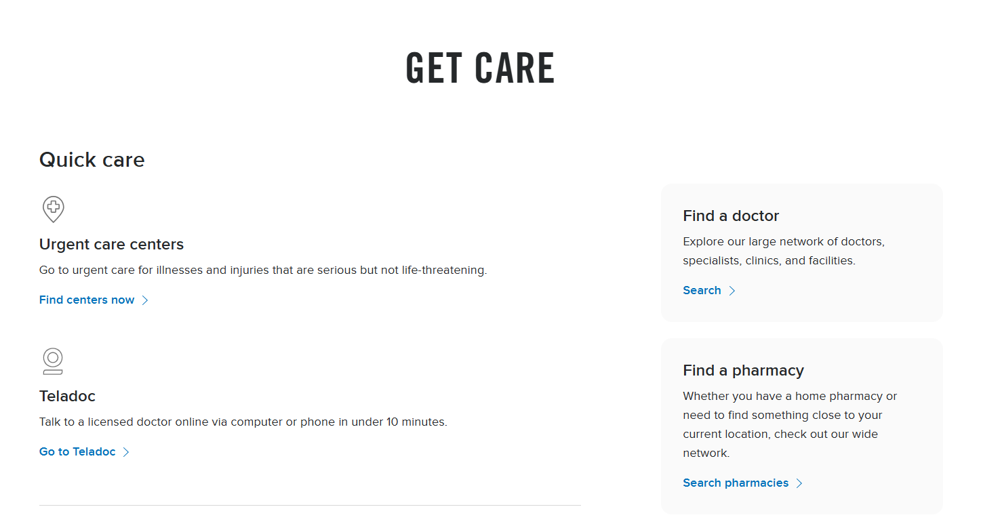 GET CARE
Quick care
Urgent care centers
Go to urgent care for illnesses and injuries that are serious but not life-threatening.
Find centers now
Teladoc
Talk to a licensed doctor online via computer or phone in under 10 minutes.
Go to Teladoc
Find a doctor
Explore our large network of doctors,
specialists, clinics, and facilities.
Search
Find a pharmacy
Whether you have a home pharmacy or
need to find something close to your
current location, check out our wide
network.
Search pharmacies